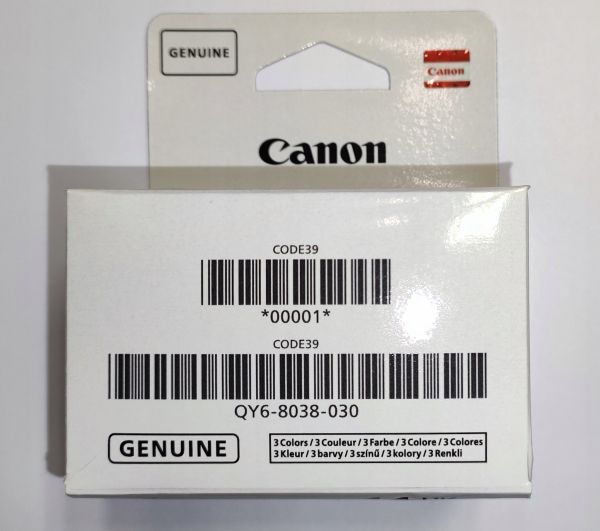 GENUINE
Canon
Canon
CODE39
*00001*
CODE39
QY6-8038-030
GENUINE
3 Colors / 3 Couleur / 3 Farbe / 3 Colore / 3 Colores
3 Kleur / 3 barvy / 3 színű / 3 kolory / 3 Renkli